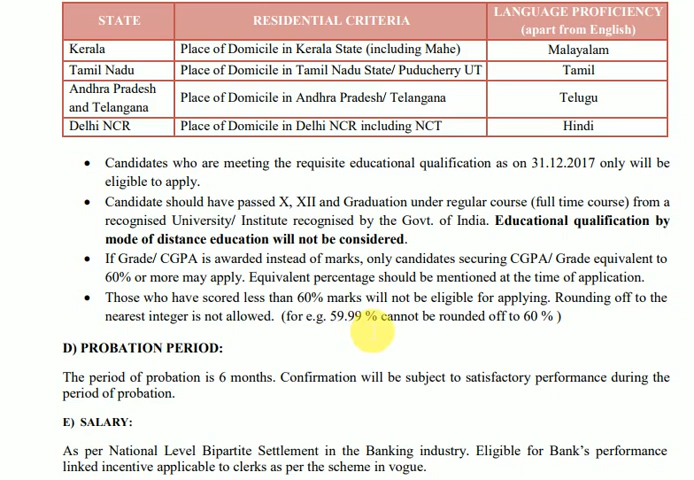 STATE RESIDENTIAL CRITERIA LANGUAGE PROFICIENCY (apart from English)
Kerala Place of Domicile in Kerala State (including Mahe) Malayalam
Tamil Nadu Place of Domicile in Tamil Nadu State/ Puducherry UT Tamil
Andhra Pradesh and Telangana Place of Domicile in Andhra Pradesh/ Telangana Telugu
Delhi NCR Place of Domicile in Delhi NCR including NCT Hindi
• Candidates who are meeting the requisite educational qualification as on 31.12.2017 only will be
eligible to apply.
• Candidate should have passed X, XII and Graduation under regular course (full time course) from a
recognised University/ Institute recognised by the Govt. of India. Educational qualification by
mode of distance education will not be considered.
• If Grade/ CGPA is awarded instead of marks, only candidates securing CGPA/ Grade equivalent to
60% or more may apply. Equivalent percentage should be mentioned at the time of application.
• Those who have scored less than 60% marks will not be eligible for applying. Rounding off to the
nearest integer is not allowed. (for e.g. 59.99 % cannot be rounded off to 60 % )
D) PROBATION PERIOD:
The period of probation is 6 months. Confirmation will be subject to satisfactory performance during the
period of probation.
E) SALARY:
As per National Level Bipartite Settlement in the Banking industry. Eligible for Bank's performance
linked incentive applicable to clerks as per the scheme in vogue.